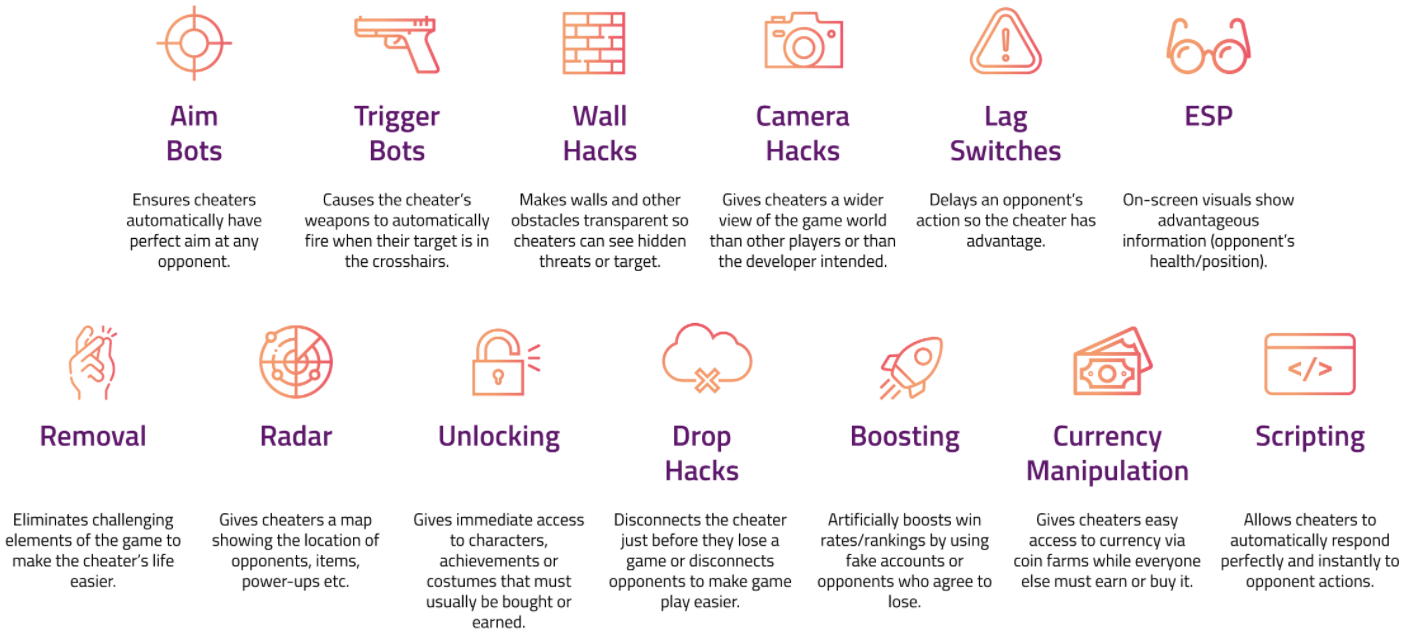 Aim
Bots
Ensures cheaters
automatically have
perfect aim at any
opponent.
Trigger
Bots
Causes the cheater's
weapons to automatically
fire when their target is in
the crosshairs.
Wall
Hacks
Makes walls and other
obstacles transparent so
cheaters can see hidden
threats or target.
Camera
Hacks
Gives cheaters a wider
view of the game world
than other players or than
the developer intended.
Lag
Switches
Delays an opponent's
action so the cheater has
advantage.
ESP
On-screen visuals show
advantageous
information (opponent's
health/position).
Removal
Eliminates challenging
elements of the game to
make the cheater's life
easier.
Radar
Gives cheaters a map
showing the location of
opponents, items,
power-ups etc.
Unlocking
Gives immediate access
to characters,
achievements or
costumes that must
usually be bought or
earned.
Drop
Hacks
Disconnects the cheater
just before they lose a
game or disconnects
opponents to make game
play easier.
Boosting
Artificially boosts win
rates/rankings by using
fake accounts or
opponents who agree to
lose.
Currency
Manipulation
Gives cheaters easy
access to currency via
coin farms while everyone
else must earn or buy it.
</>
Scripting
Allows cheaters to
automatically respond
perfectly and instantly to
opponent actions.